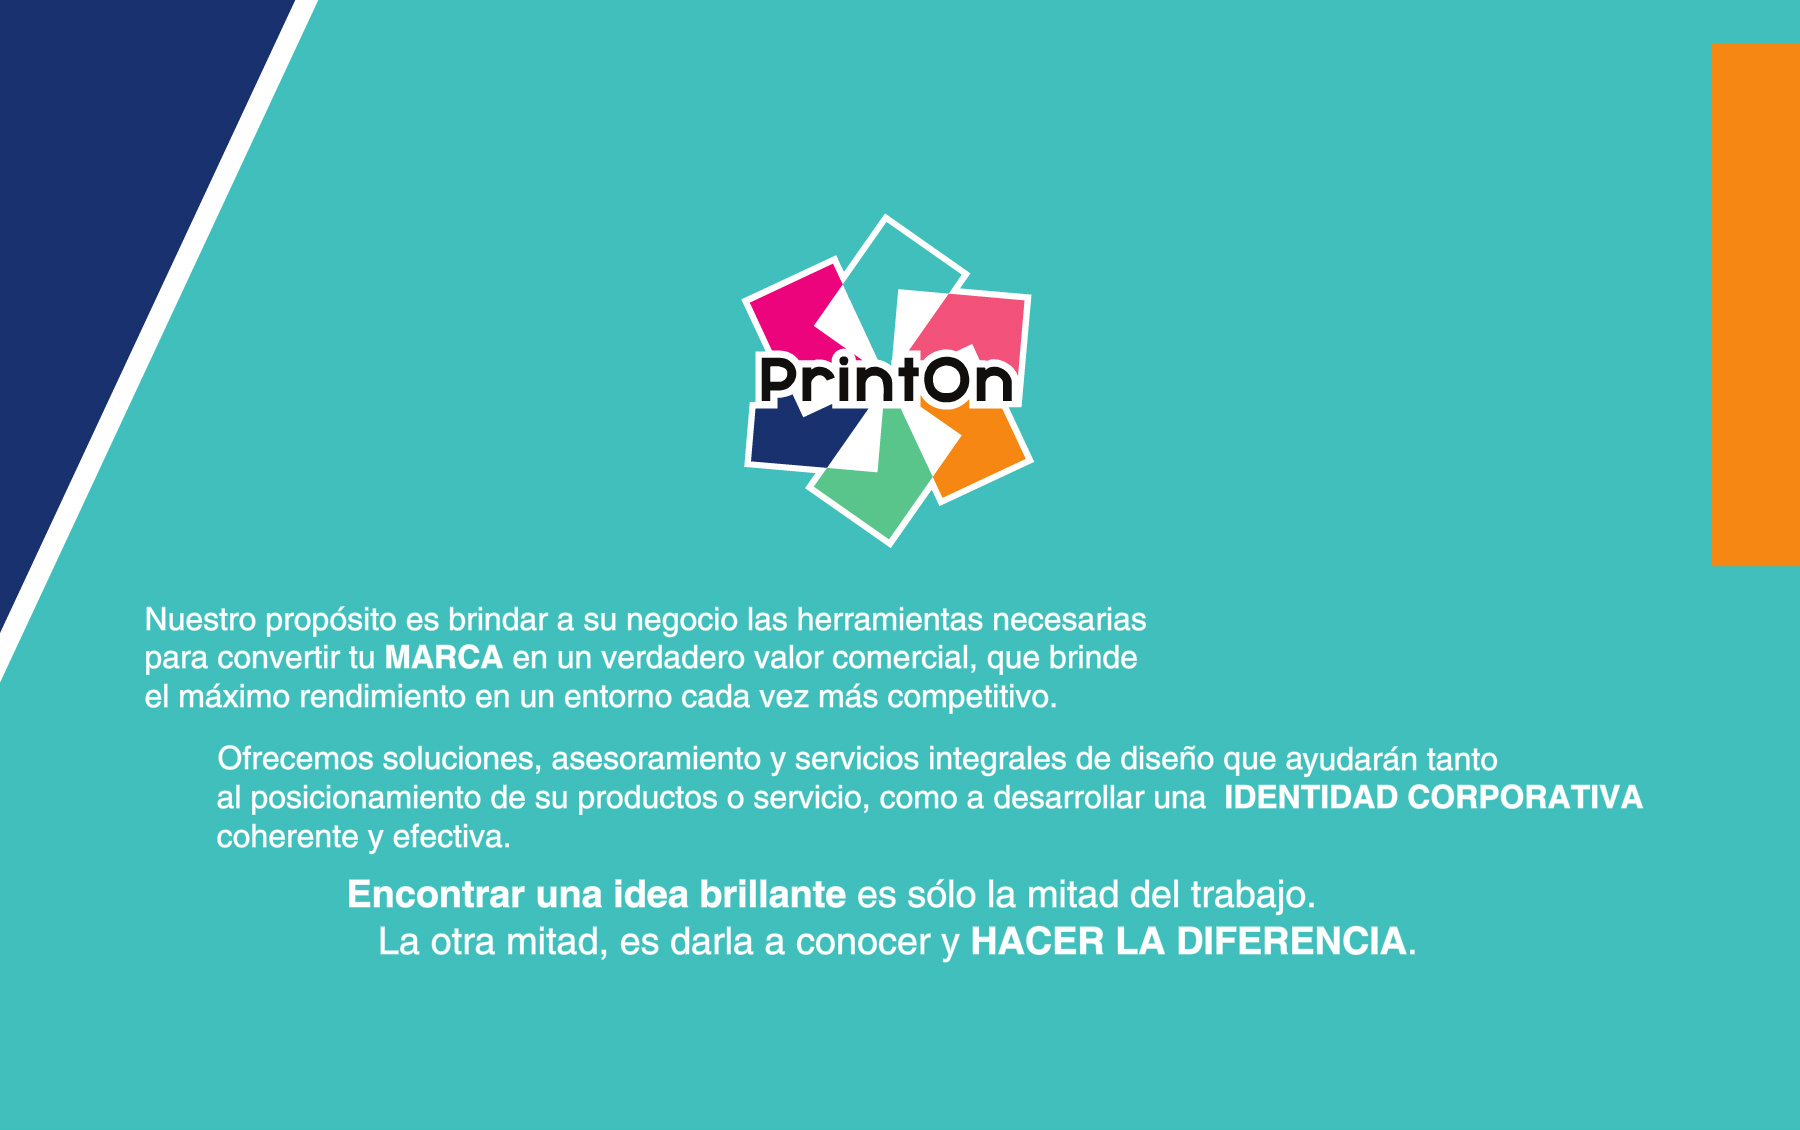 PrintOn
Nuestro propósito es brindar a su negocio las herramientas necesarias
para convertir tu MARCA en un verdadero valor comercial, que brinde
el máximo rendimiento en un entorno cada vez más competitivo.
Ofrecemos soluciones, asesoramiento y servicios integrales de diseño que ayudarán tanto
al posicionamiento de su productos o servicio, como a desarrollar una IDENTIDAD CORPORATIVA
coherente y efectiva.
Encontrar una idea brillante es sólo la mitad del trabajo.
La otra mitad, es darla a conocer y HACER LA DIFERENCIA.